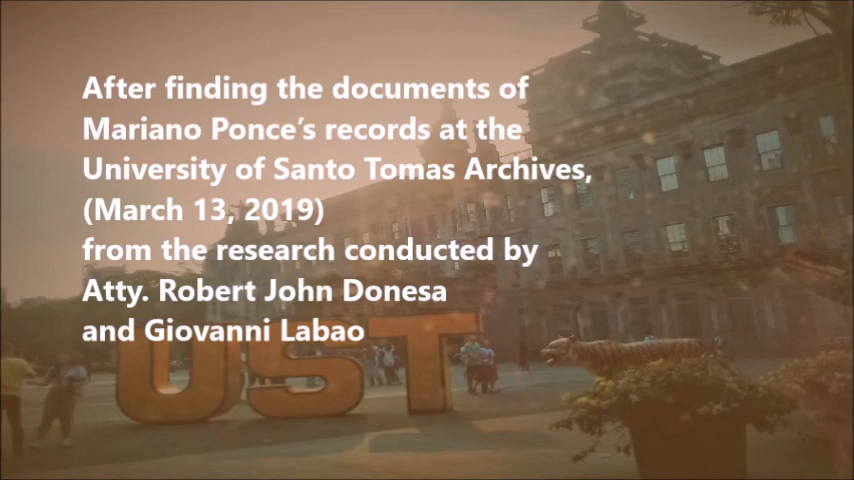 After finding the documents of
Mariano Ponce's records at the
University of Santo Tomas Archives,
(March 13, 2019)
from the research conducted by
Atty. Robert John Donesa
and Giovanni Labao
UST